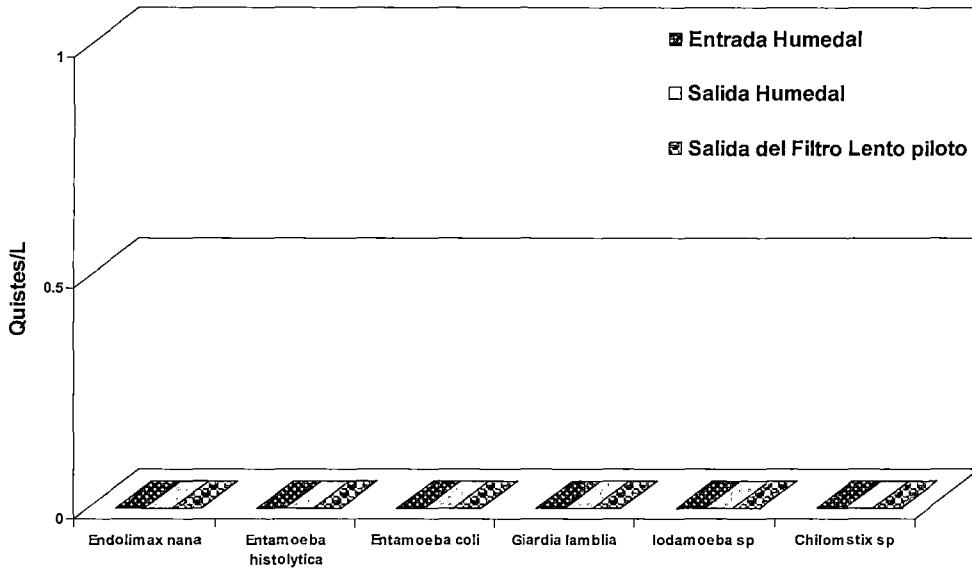 Entrada Humedal
Salida Humedal
Salida del Filtro Lento piloto
Quistes/L
1
0.5
0
Endolimax nana
Entamoeba
histolytica
Entamoeba coli
Giardia lamblia
Iodamoeba sp
Chilomstix sp